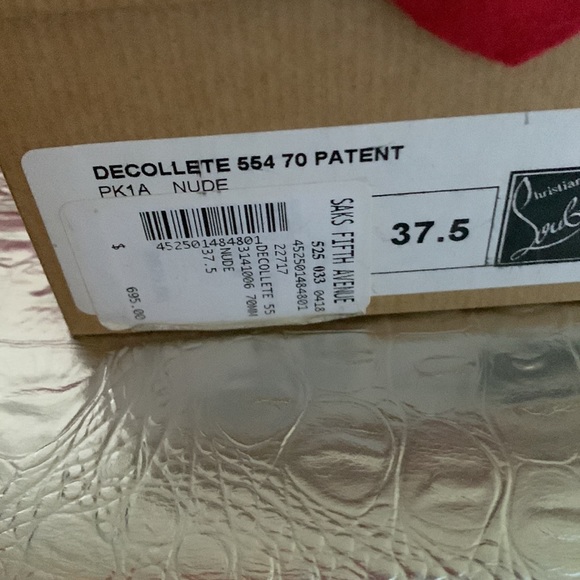 DECOLLETE 554 70 PATENT
PK1A NUDE
37.5
Christian
Loub
452501484801
SAKS FIFTH AVENUE
525 033 0418
452501484801
22717
DECOLLETE 55
3141006 70MM
NUDE
37.5
$ 695.00